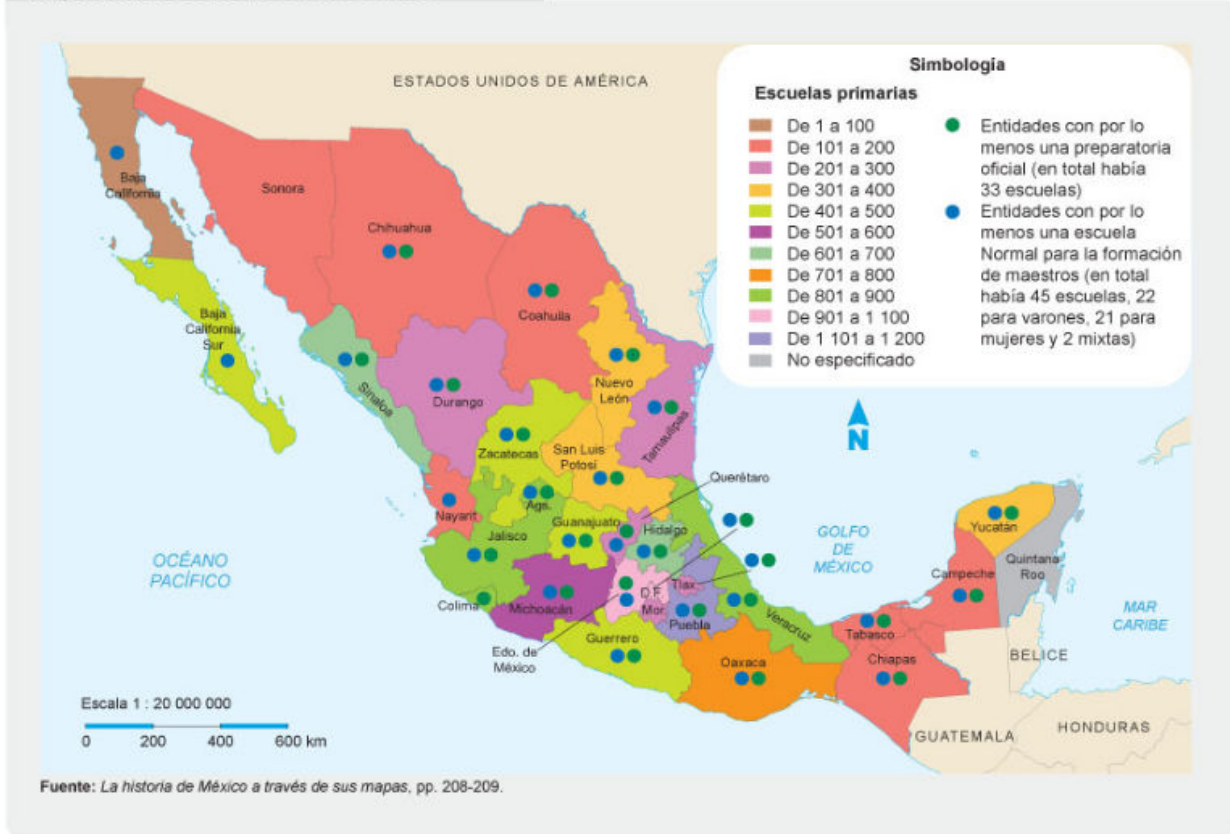 ESTADOS UNIDOS DE AMÉRICA
Simbología
Escuelas primarias
De 1 a 100
De 101 a 200
De 201 a 300
De 301 a 400
De 401 a 500
De 501 a 600
De 601 a 700
De 701 a 800
De 801 a 900
De 901 a 1 100
De 1 101 a 1 200
No especificado
Entidades con por lo
menos una preparatoria
oficial (en total había
33 escuelas)
Entidades con por lo
menos una escuela
Normal para la formación
de maestros (en total
había 45 escuelas, 22
para varones, 21 para
mujeres y 2 mixtas)
Baja
California
Sonora
Chihuahua
Coahuila
Baja
California
Sur
Sinaloa
Durango
Nuevo
León
Tamaulipas
Zacatecas
San Luis
Potosí
N
Querétaro
Nayarit
Ags.
Jalisco
Guanajuato
Hidalgo
Yucatán
Quintana
Roo
Campeche
OCÉANO
PACÍFICO
GOLFO
DE
MÉXICO
MAR
CARIBE
Colima
Michoacán
D.F.
Mor.
Tlax.
Puebla
Veracruz
Edo. de
México
Guerrero
Oaxaca
Tabasco
Chiapas
BELICE
GUATEMALA
HONDURAS
Escala 1 : 20 000 000
0 200 400 600 km
Fuente: La historia de México a través de sus mapas, pp. 208-209.